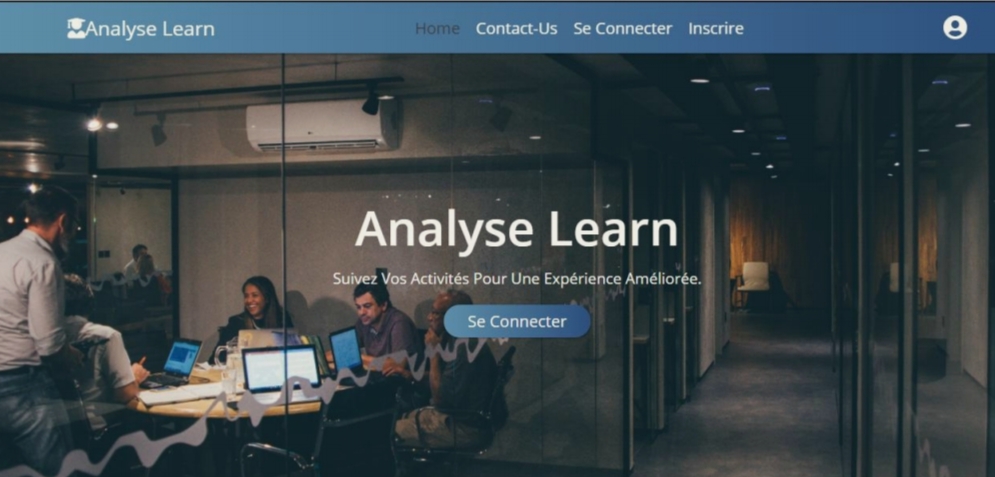 Analyse Learn
Home Contact-Us Se Connecter Inscrire
Analyse Learn
Suivez Vos Activités Pour Une Expérience Améliorée.
Se Connecter